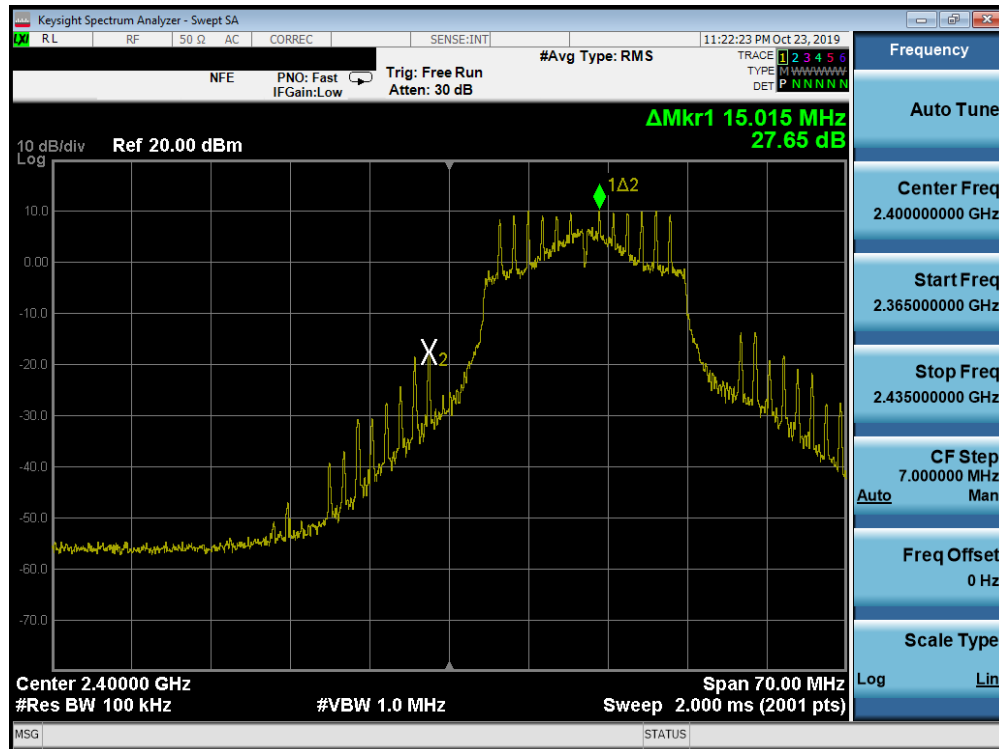 Keysight Spectrum Analyzer - Swept SA
LXI RL RF 50 Ω AC CORREC SENSE:INT 11:22:23 PM Oct 23, 2019
NFE PNO: Fast Trig: Free Run #Avg Type: RMS TRACE 1 2 3 4 5 6
IFGain:Low Atten: 30 dB TYPE M WWWWW
DET P N N N N N
ΔMkr1 15.015 MHz
27.65 dB
10 dB/div Ref 20.00 dBm
Log
1Δ2
10.0
0.00
-10.0
X2
-20.0
-30.0
-40.0
-50.0
-60.0
-70.0
Center 2.40000 GHz Span 70.00 MHz
#Res BW 100 kHz #VBW 1.0 MHz Sweep 2.000 ms (2001 pts)
MSG STATUS
Frequency
Auto Tune
Center Freq
2.400000000 GHz
Start Freq
2.365000000 GHz
Stop Freq
2.435000000 GHz
CF Step
7.000000 MHz
Auto Man
Freq Offset
0 Hz
Scale Type
Log Lin